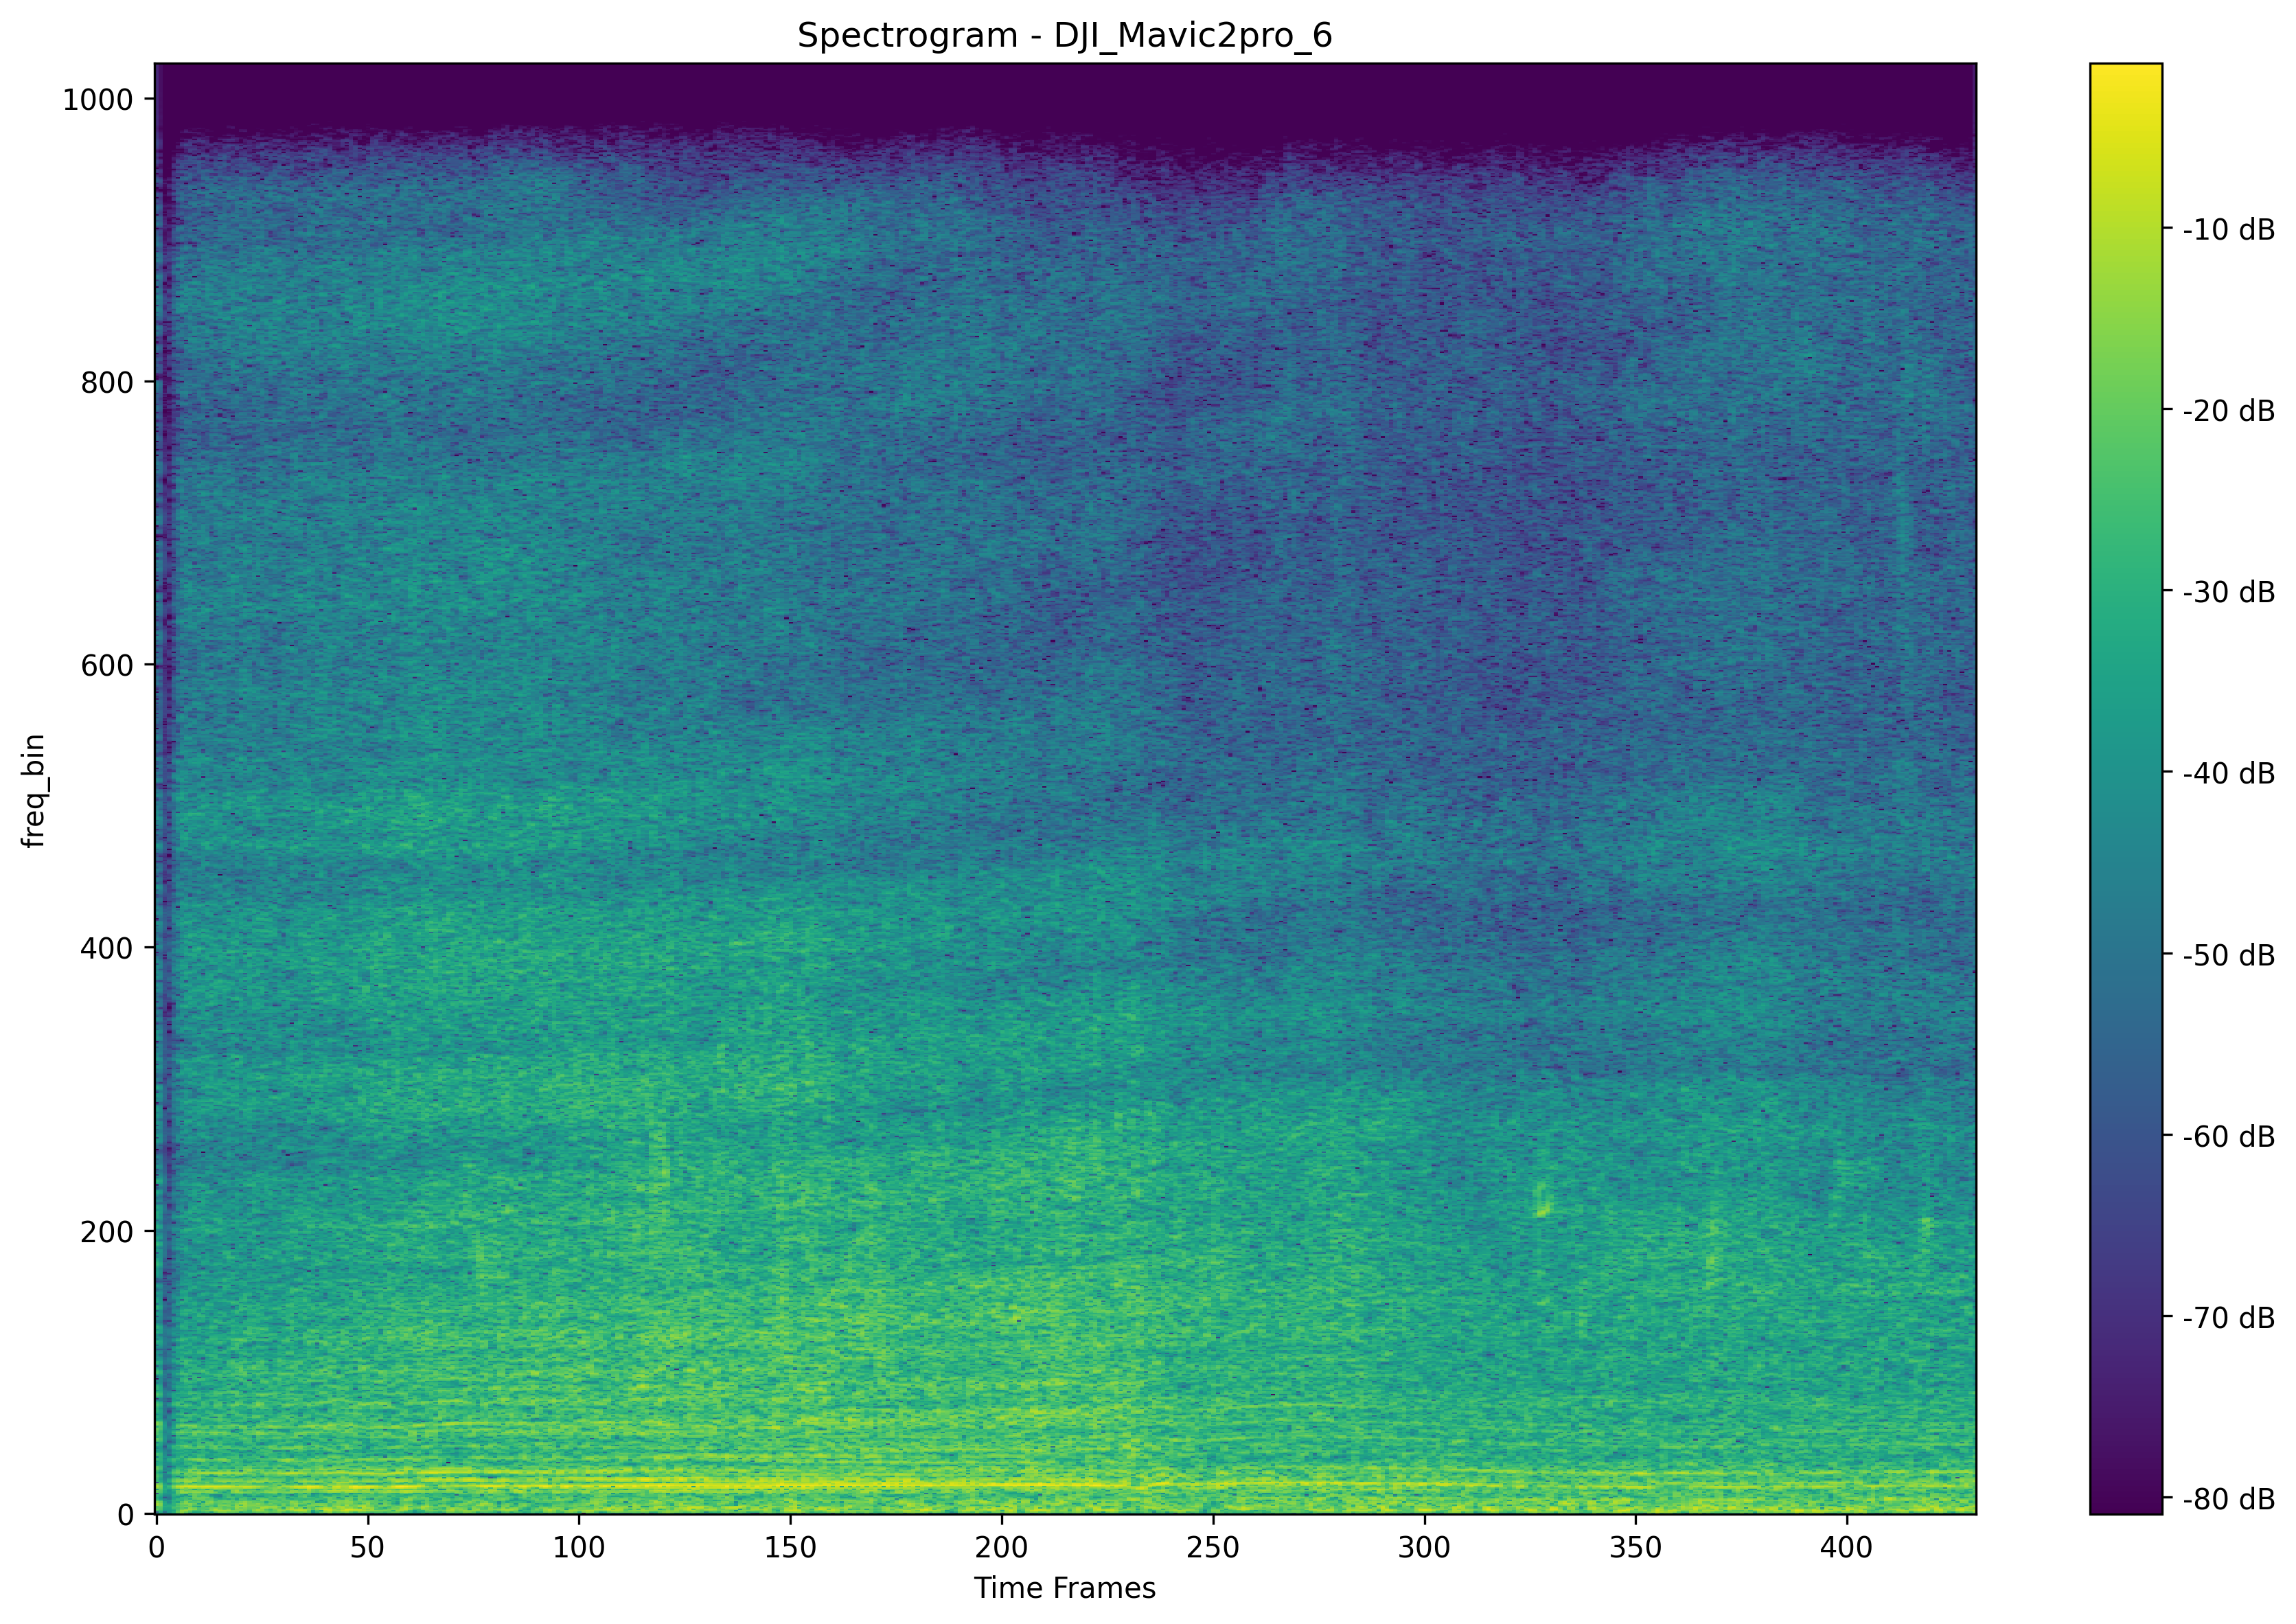 Spectrogram - DJI_Mavic2pro_6
1000
800
600
400
200
0
freq_bin
0 50 100 150 200 250 300 350 400
Time Frames
-10 dB
-20 dB
-30 dB
-40 dB
-50 dB
-60 dB
-70 dB
-80 dB